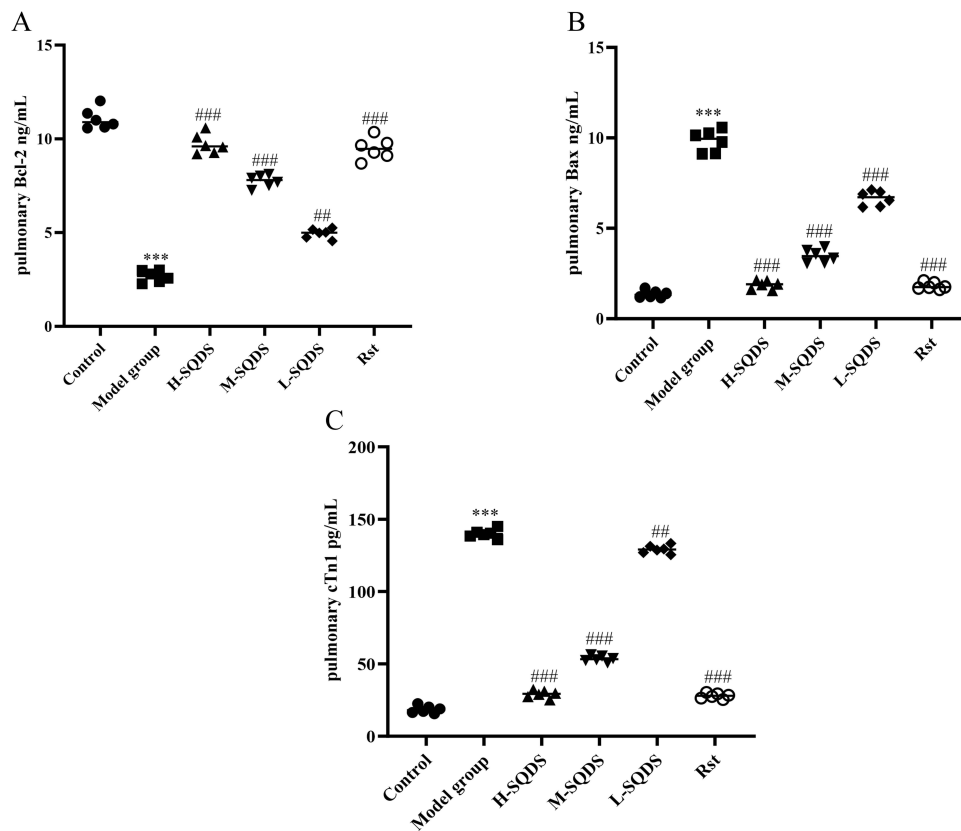 A
pulmonary Bcl-2 ng/mL
15
10
5
0
***
###
###
##
###
Control
Model group
H-SQDS
M-SQDS
L-SQDS
Rst
B
pulmonary Bax ng/mL
15
10
5
0
***
###
###
###
###
Control
Model group
H-SQDS
M-SQDS
L-SQDS
Rst
C
pulmonary cTn1 pg/mL
200
150
100
50
0
***
###
###
##
###
Control
Model group
H-SQDS
M-SQDS
L-SQDS
Rst